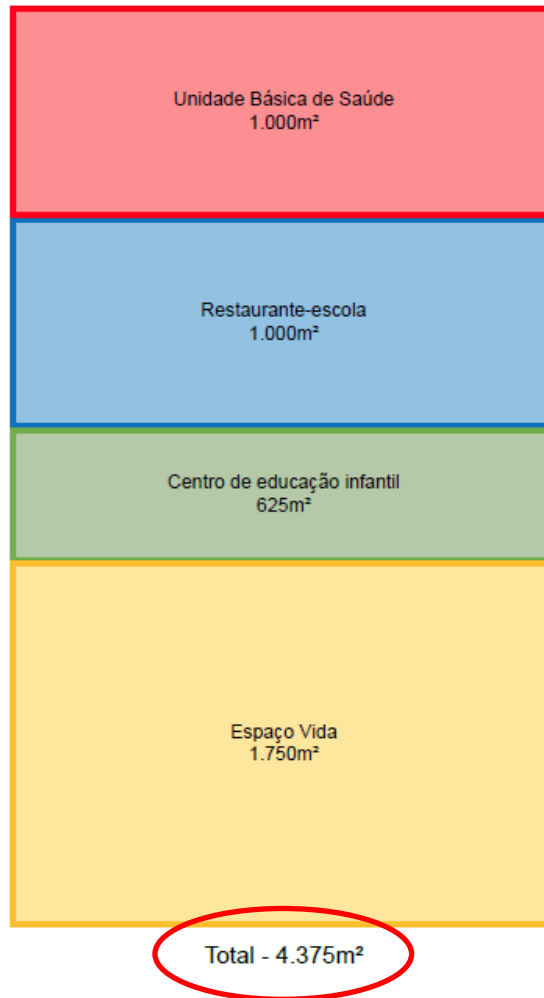 Unidade Básica de Saúde
1.000m²
Restaurante-escola
1.000m²
Centro de educação infantil
625m²
Espaço Vida
1.750m²
Total - 4.375m²